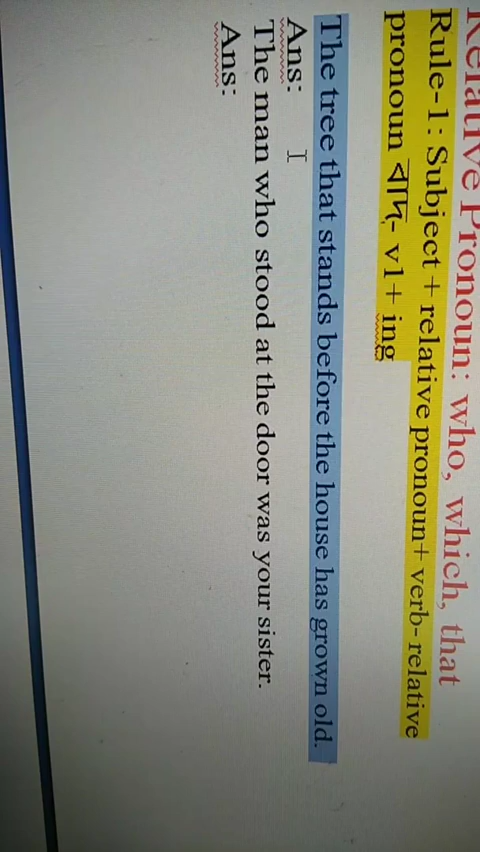 Relative Pronoun: who, which, that
Rule-1: Subject + relative pronoun+ verb- relative
pronoun বাদ- v1+ ing
The tree that stands before the house has grown old.
Ans:
The man who stood at the door was your sister.
Ans: